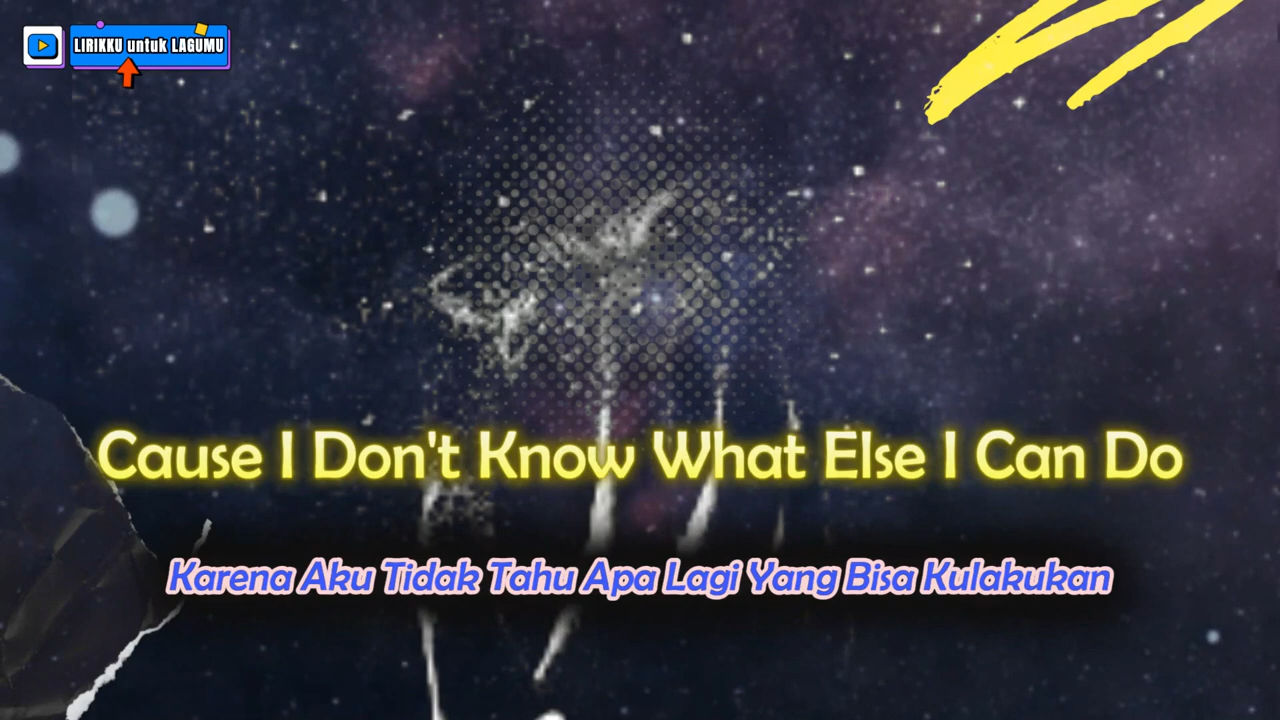 LIRIKKU untuk LAGUMU
Cause I Don't Know What Else I Can Do
Karena Aku Tidak Tahu Apa Lagi Yang Bisa Kulakukan